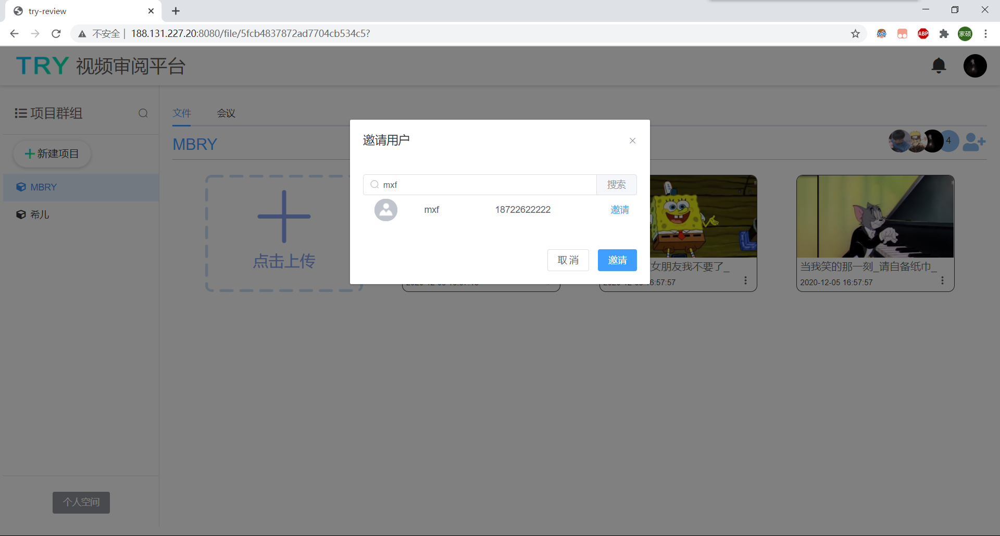 try-review
不安全 | 188.131.227.20:8080/file/5fcb4837872ad7704cb534c5?
ABP
家硕
TRY 视频审阅平台
项目群组
文件
会议
新建项目
MBRY
希儿
MBRY
4
邀请用户
mxf
搜索
mxf
18722622222
邀请
取消
邀请
点击上传
女朋友我不要了_
6:57:57
当我笑的那一刻_请自备纸巾_
2020-12-05 16:57:57
个人空间